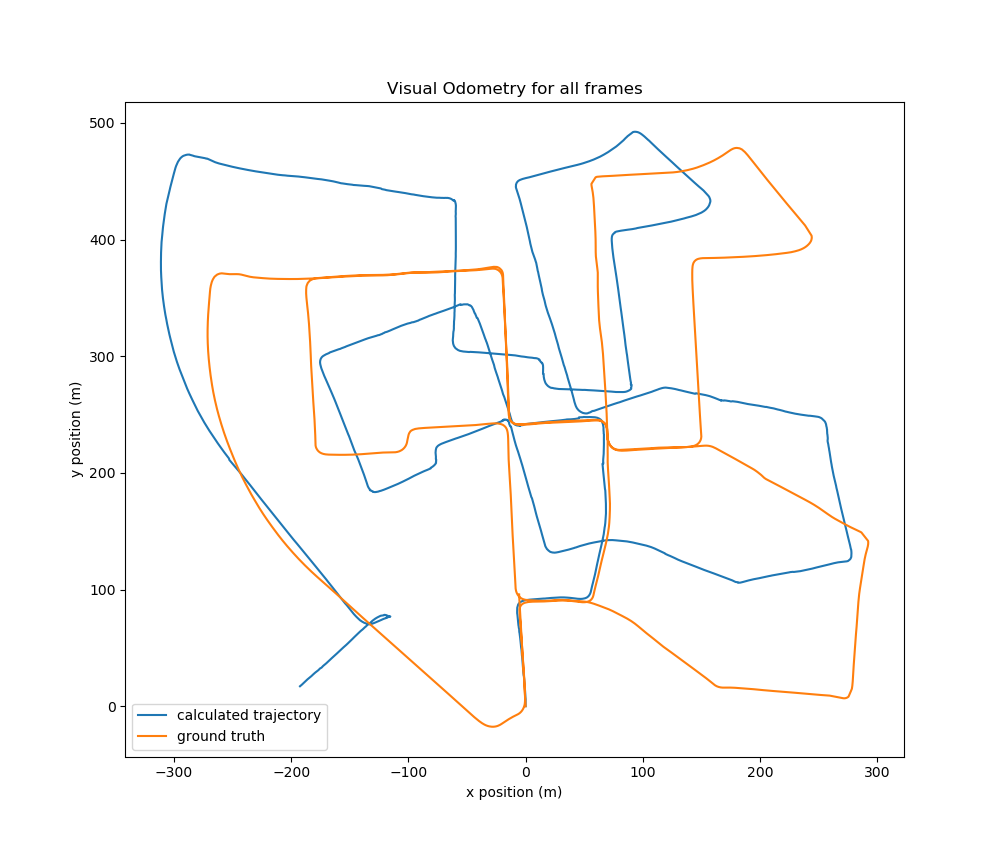 Visual Odometry for all frames
500
400
300
200
100
0
y position (m)
calculated trajectory
ground truth
−300
−200
−100
0
100
200
300
x position (m)